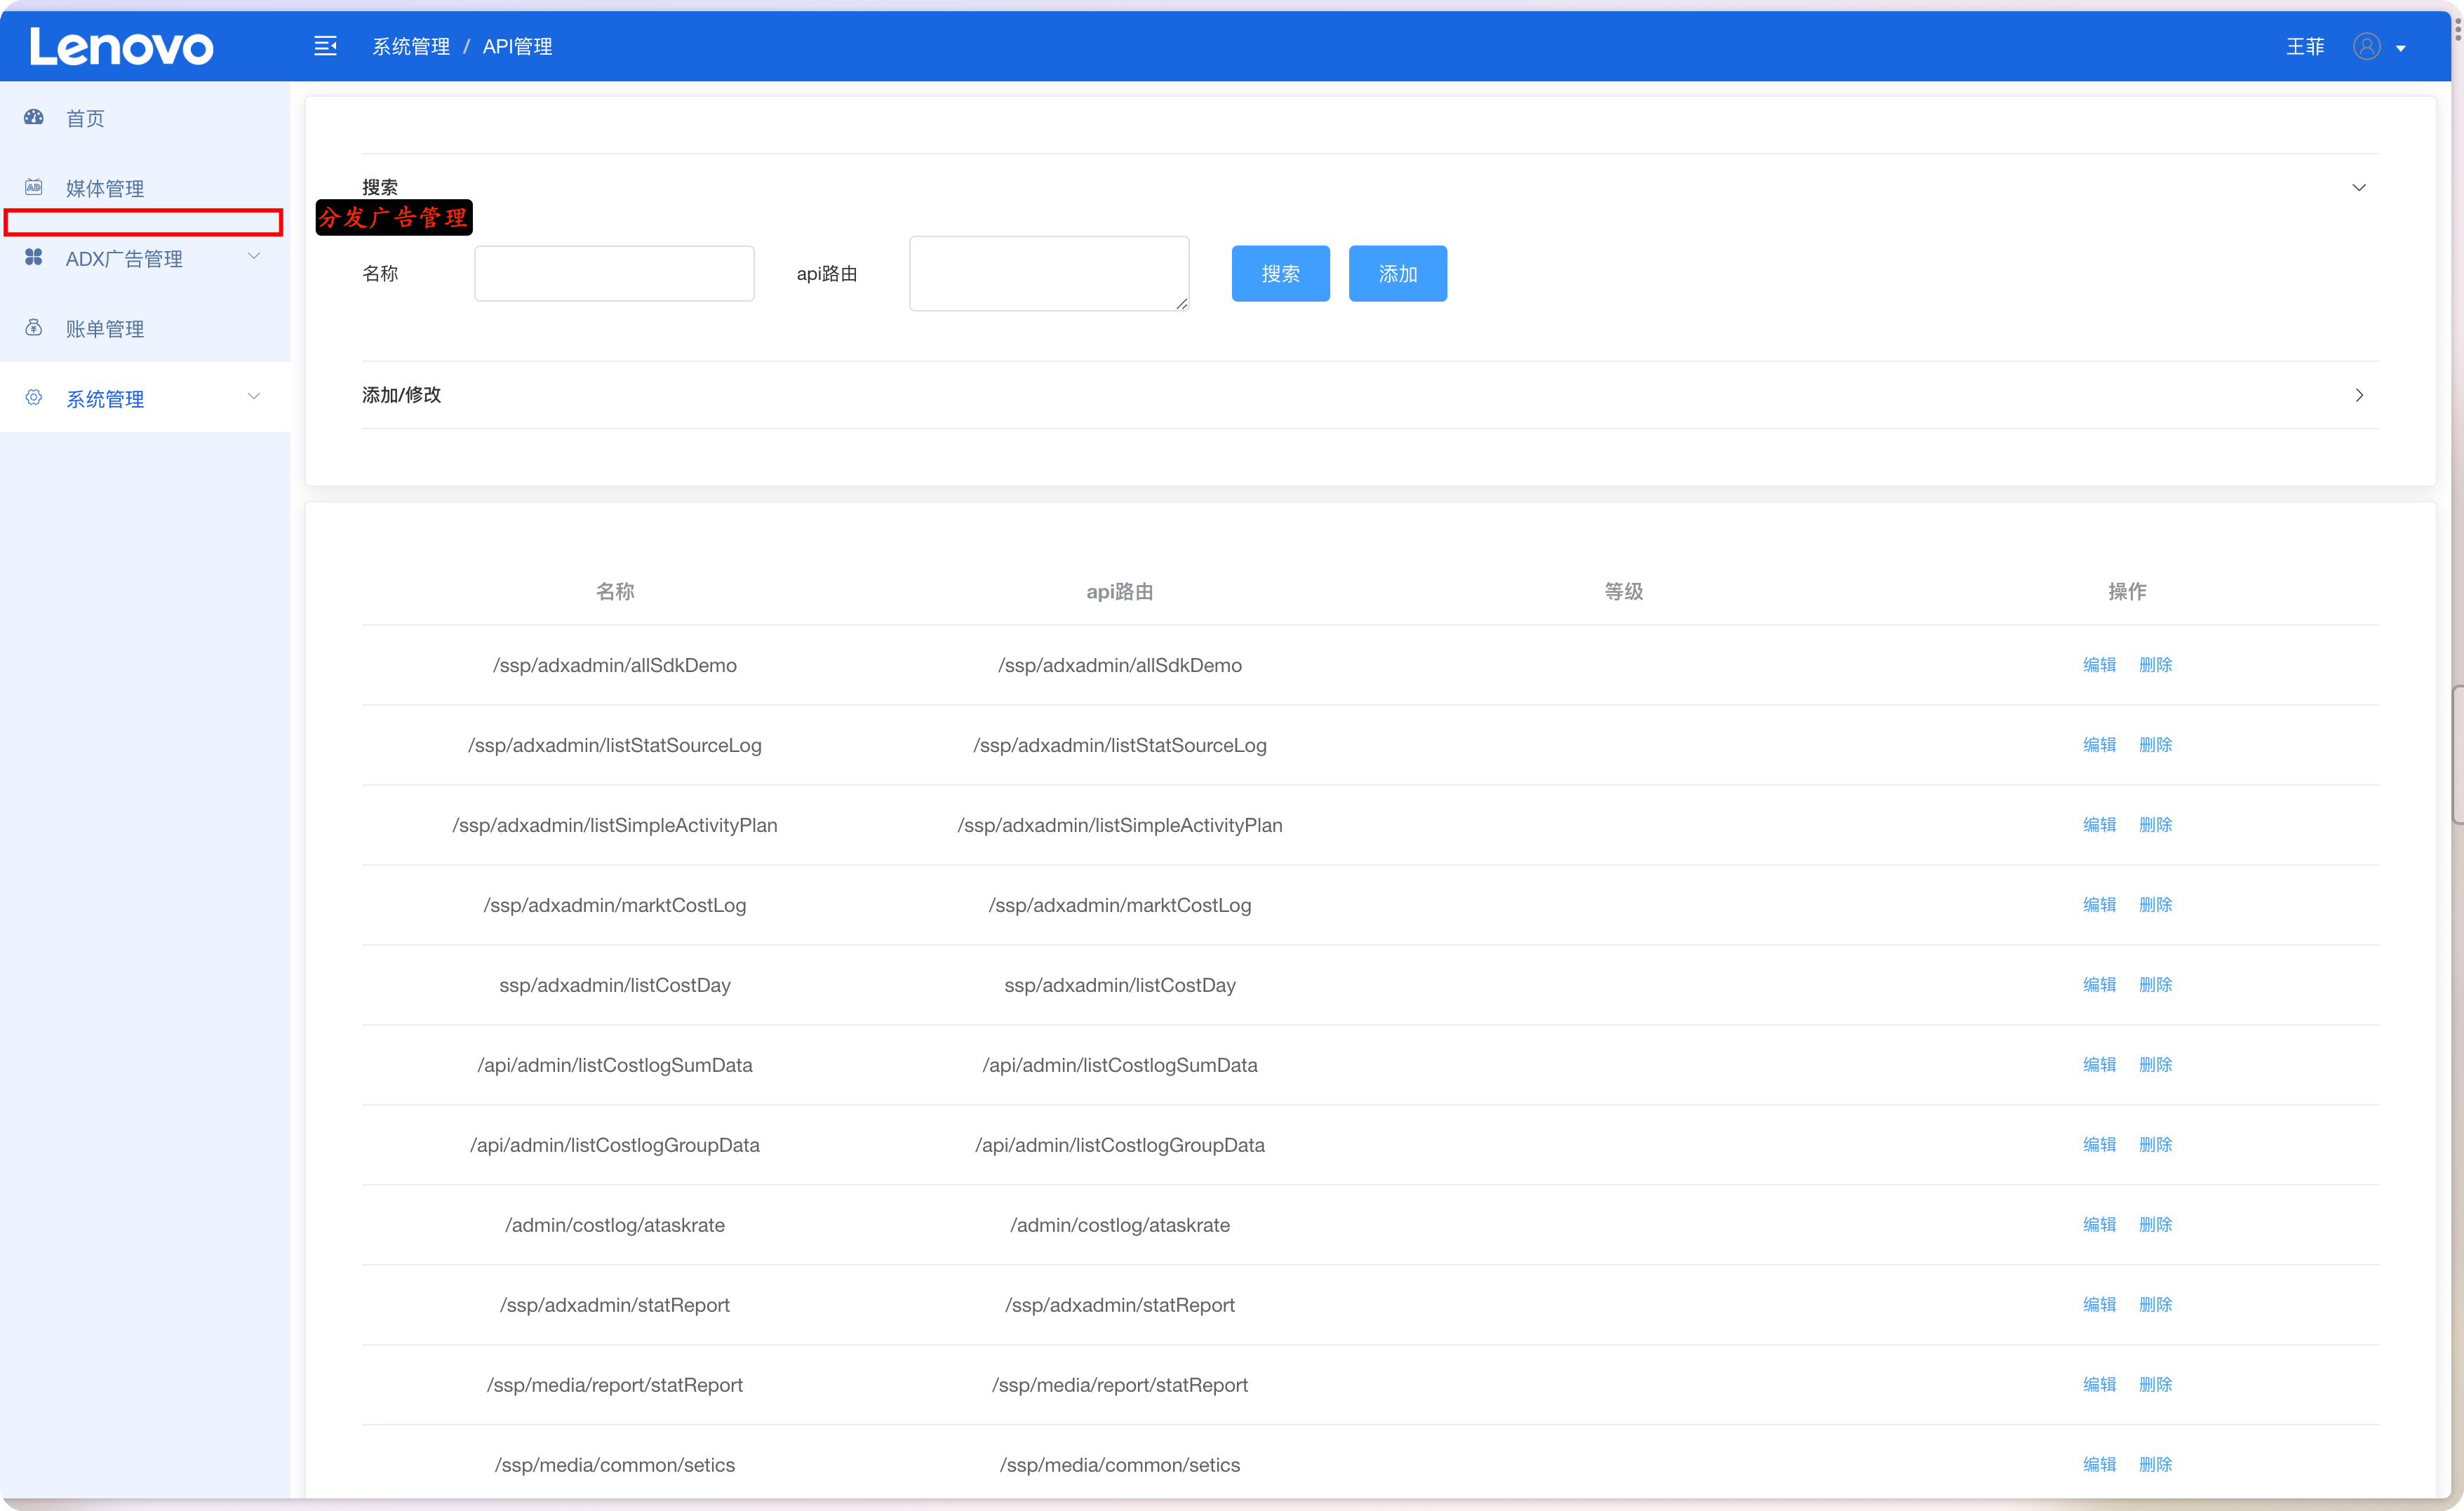 Lenovo
系统管理 / API管理
王菲
首页
媒体管理
ADX广告管理
账单管理
系统管理
搜索
分发广告管理
名称
api路由
搜索
添加
添加/修改
名称 api路由 等级 操作
/ssp/adxadmin/allSdkDemo /ssp/adxadmin/allSdkDemo 编辑 删除
/ssp/adxadmin/listStatSourceLog /ssp/adxadmin/listStatSourceLog 编辑 删除
/ssp/adxadmin/listSimpleActivityPlan /ssp/adxadmin/listSimpleActivityPlan 编辑 删除
/ssp/adxadmin/marktCostLog /ssp/adxadmin/marktCostLog 编辑 删除
ssp/adxadmin/listCostDay ssp/adxadmin/listCostDay 编辑 删除
/api/admin/listCostlogSumData /api/admin/listCostlogSumData 编辑 删除
/api/admin/listCostlogGroupData /api/admin/listCostlogGroupData 编辑 删除
/admin/costlog/ataskrate /admin/costlog/ataskrate 编辑 删除
/ssp/adxadmin/statReport /ssp/adxadmin/statReport 编辑 删除
/ssp/media/report/statReport /ssp/media/report/statReport 编辑 删除
/ssp/media/common/setics /ssp/media/common/setics 编辑 删除